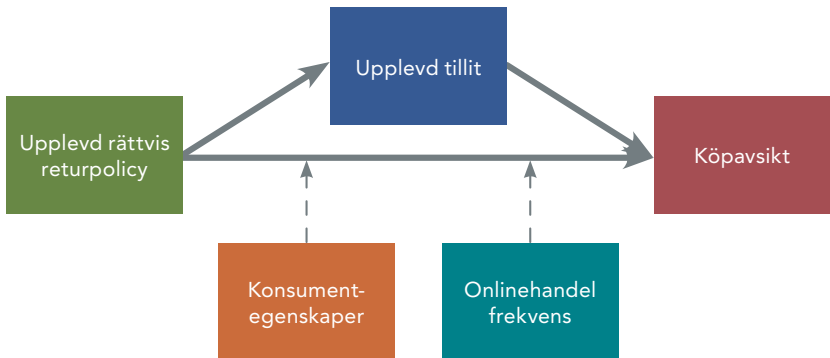 Upplevd tillit
Upplevd rättvis
returpolicy
Köpavsikt
Konsument-
egenskaper
Onlinehandel
frekvens